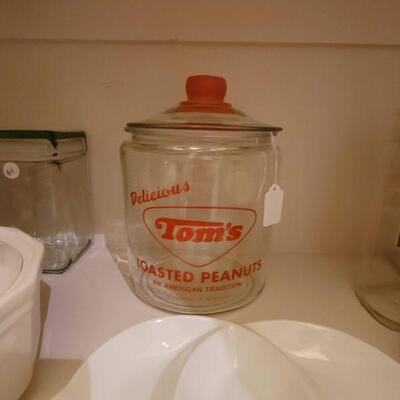 Delicious
Tom's
TOASTED PEANUTS
AN AMERICAN TRADITION